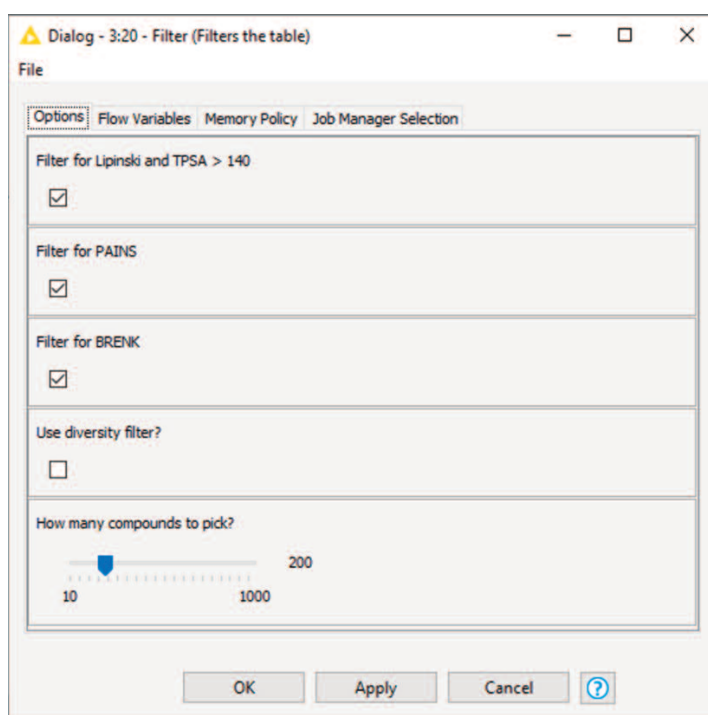 Dialog - 3:20 - Filter (Filters the table)
File
Options Flow Variables Memory Policy Job Manager Selection
Filter for Lipinski and TPSA > 140
Filter for PAINS
Filter for BRENK
Use diversity filter?
How many compounds to pick?
200
10 1000
OK Apply Cancel ?